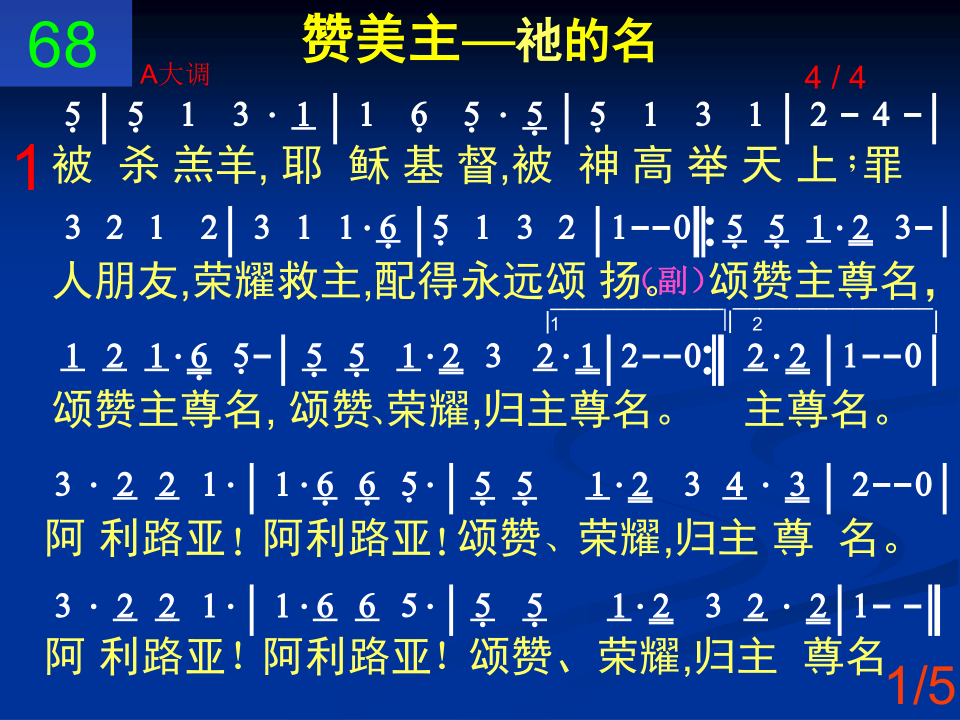 68
赞美主—祂的名
A大调
4 / 4
5 | 5 1 3 · 1 | 1 6 5 · 5 | 5 1 3 1 | 2 - 4 - |
1
被 杀 羔羊, 耶 稣 基 督,被 神 高 举 天 上；罪
3 2 1 2 | 3 1 1· 6 | 5 1 3 2 | 1--0 :‖ 5 5 1· 2 3- |
人朋友,荣耀救主,配得永远颂 扬。（副）颂赞主尊名，
1 2
1 2 1· 6 5- | 5 5 1· 2 3 2· 1 | 2--0 :‖ 2· 2 | 1--0 |
颂赞主尊名, 颂赞、荣耀,归主尊名。 主尊名。
3 · 2 2 1· | 1· 6 6 5· | 5 5 1· 2 3 4 · 3 | 2--0 |
阿 利路亚！阿利路亚！颂赞、荣耀,归主 尊 名。
3 · 2 2 1· | 1· 6 6 5· | 5 5 1· 2 3 2 · 2 | 1- - ‖
阿 利路亚！阿利路亚！颂赞、荣耀,归主 尊名
1/5